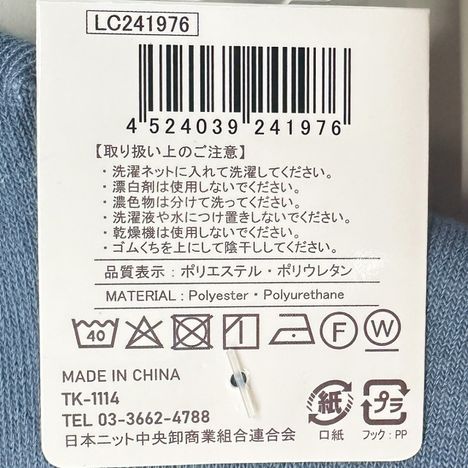 LC241976
4 524039 241976
【取り扱い上のご注意】
・洗濯ネットに入れて洗濯してください。
・漂白剤は使用しないでください。
・濃色物は分けて洗ってください。
・洗濯液や水につけ置きしないでください。
・乾燥機は使用しないでください。
・ゴムくちを上にして陰干ししてください。
品質表示：ポリエステル・ポリウレタン
MATERIAL : Polyester・Polyurethane
40 F W
MADE IN CHINA
TK-1114
TEL 03-3662-4788
日本ニット中央卸商業組合連合会
紙
口紙
プラ
フック：PP